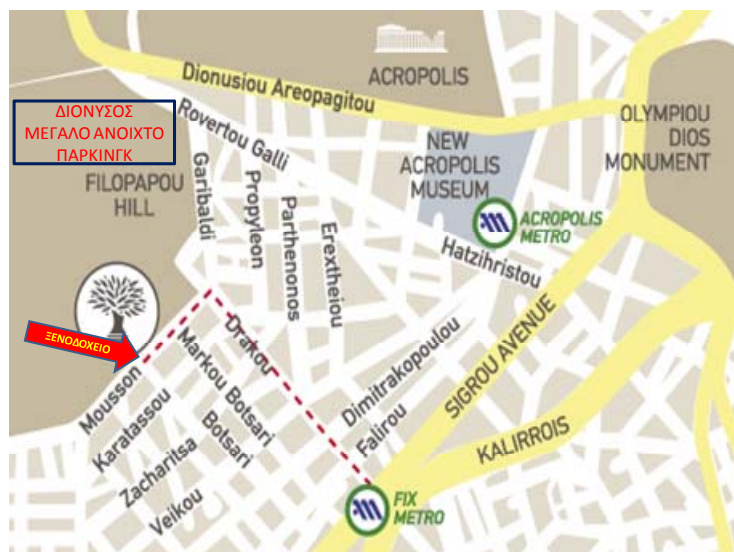 ACROPOLIS
Dionusiou Areopagitou
ΔΙΟΝΥΣΟΣ
ΜΕΓΑΛΟ ΑΝΟΙΧΤΟ
ΠΑΡΚΙΝΓΚ
Rovertou Galli
OLYMPIOU
DIOS
MONUMENT
NEW
ACROPOLIS
MUSEUM
FILOPAPOU
HILL
Garibaldi
Propyleon
Parthenonos
Erextheiou
ACROPOLIS
METRO
Hatzihristou
ΞΕΝΟΔΟΧΕΙΟ
Drakou
Mousson
Markou Botsari
Karatassou
Botsari
Zacharitsa
Veikou
Dimitrakopoulou
Falirou
SIGROU AVENUE
KALIRROIS
FIX
METRO